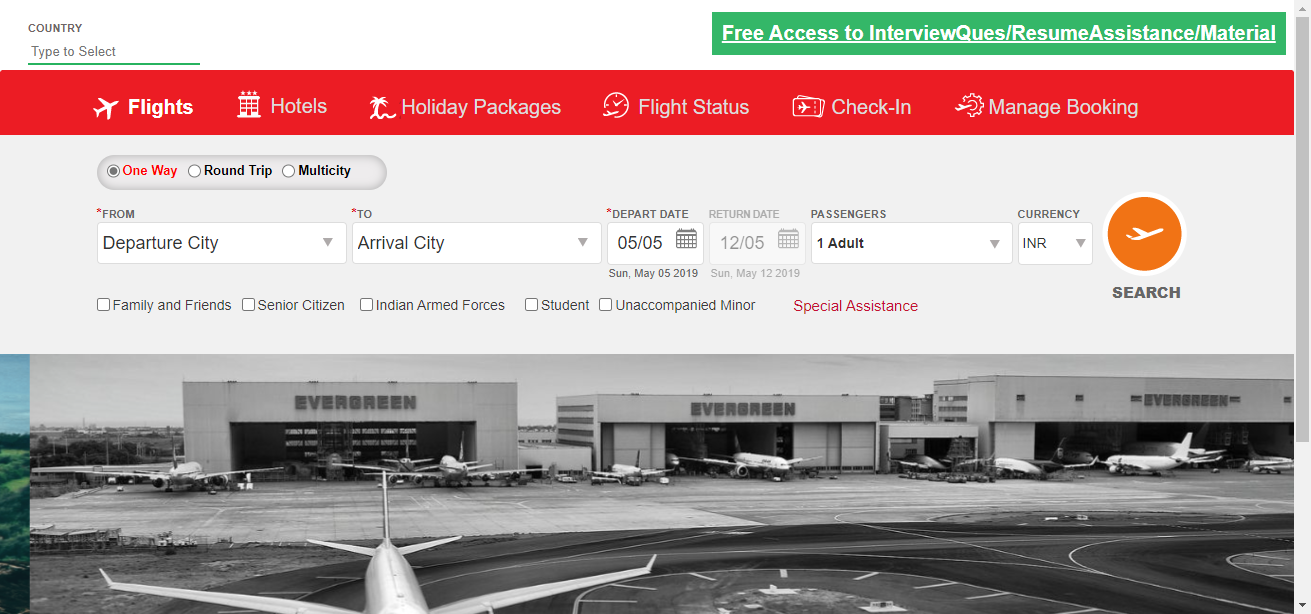 COUNTRY
Type to Select
Free Access to InterviewQues/ResumeAssistance/Material
Flights
Hotels
Holiday Packages
Flight Status
Check-In
Manage Booking
One Way
Round Trip
Multicity
*FROM
*TO
*DEPART DATE
RETURN DATE
PASSENGERS
CURRENCY
Departure City
Arrival City
05/05
12/05
1 Adult
INR
Sun, May 05 2019
Sun, May 12 2019
SEARCH
Family and Friends
Senior Citizen
Indian Armed Forces
Student
Unaccompanied Minor
Special Assistance
EVERGREEN
EVERGREEN
EVERGREEN